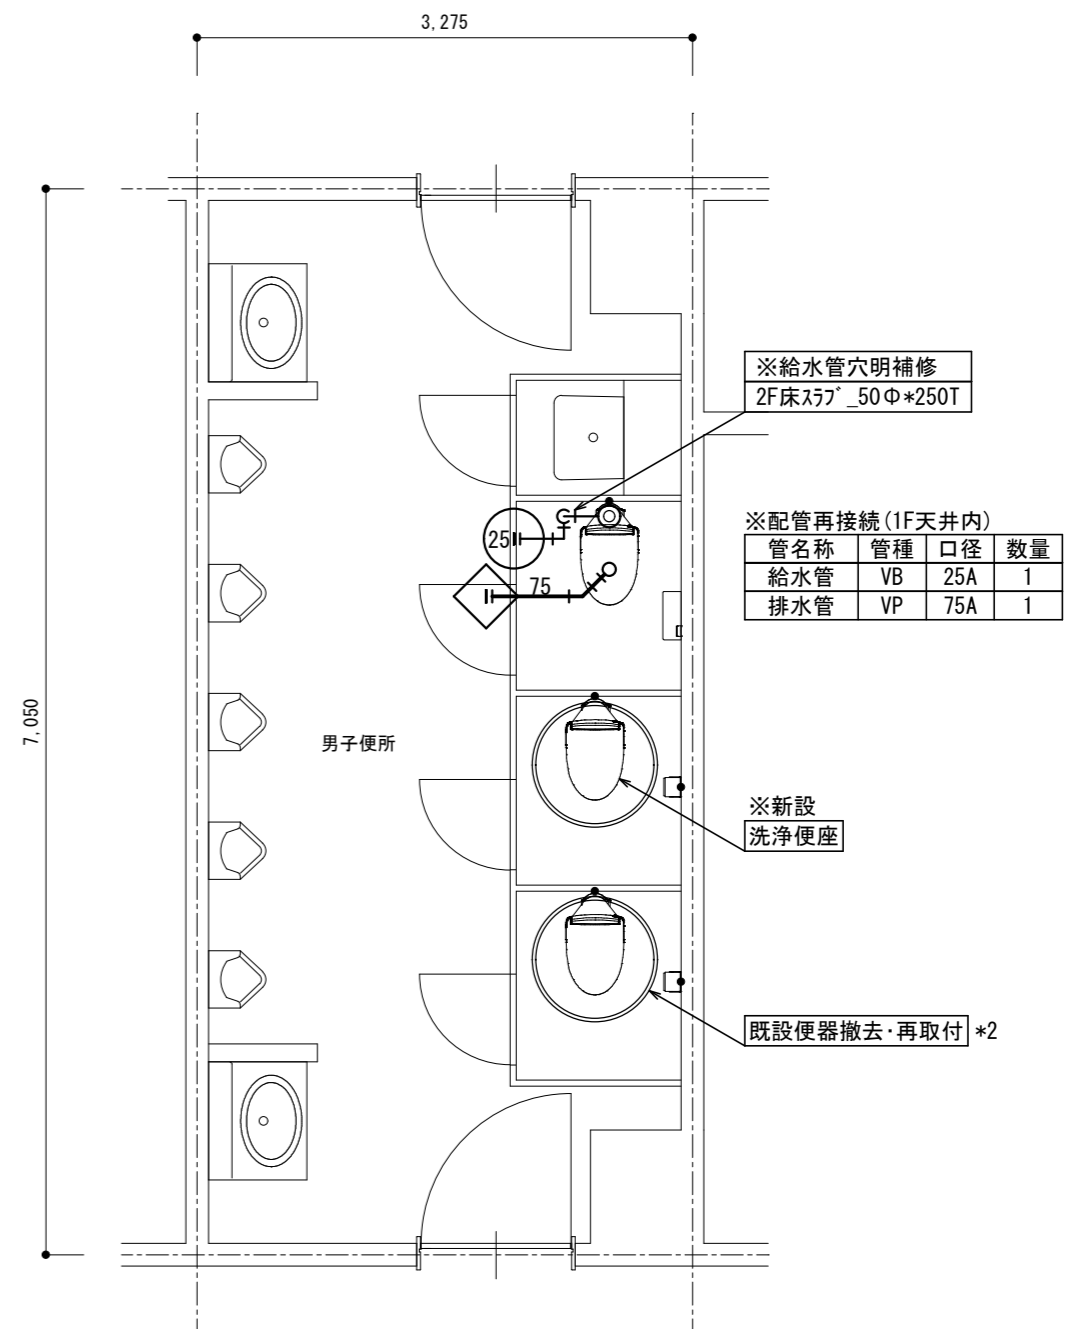 3,275
※給水管穴明補修
2F床ｽﾗﾌﾞ_50Φ*250T
25
75
※配管再接続(1F天井内)
管名称 管種 口径 数量
給水管 VB 25A 1
排水管 VP 75A 1
7,050
男子便所
※新設
洗浄便座
既設便器撤去･再取付 *2